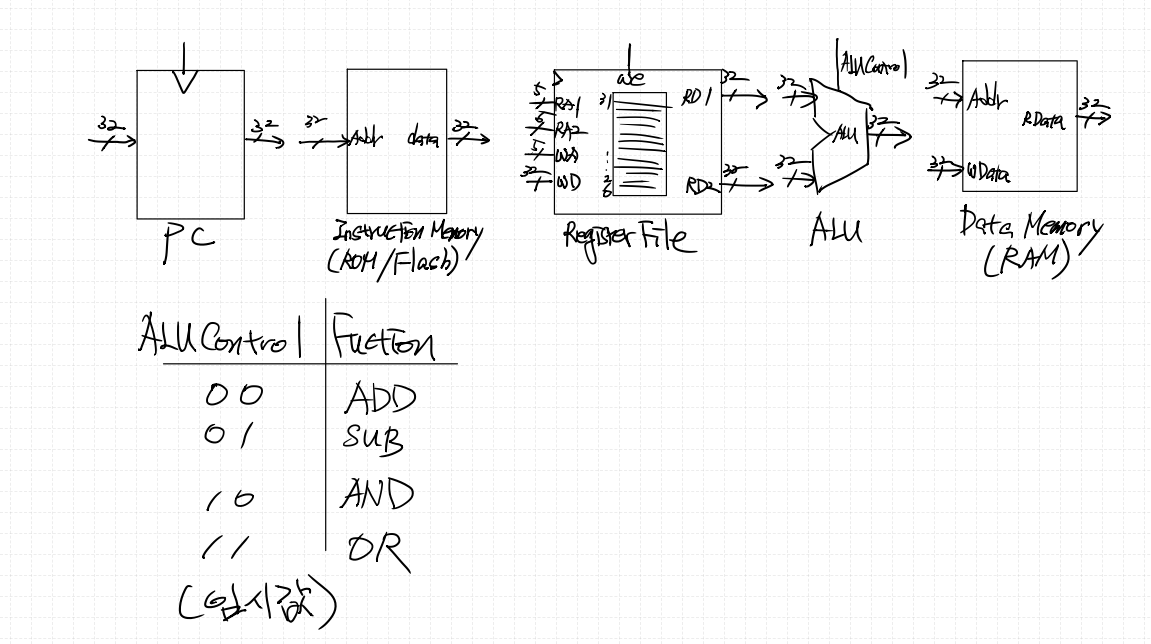 32
32
PC
32
Addr
data
32
Instruction Memory
(ROM/Flash)
we
5
RA1
5
RA2
5
WA
32
WD
31
2
0
RD1
32
RD2
32
Register File
ALUControl
32
32
ALU
32
ALU
32
Addr
32
WData
RData
32
Data Memory
(RAM)
ALUControl Fuction
00 ADD
01 SUB
10 AND
11 OR
(임시값)